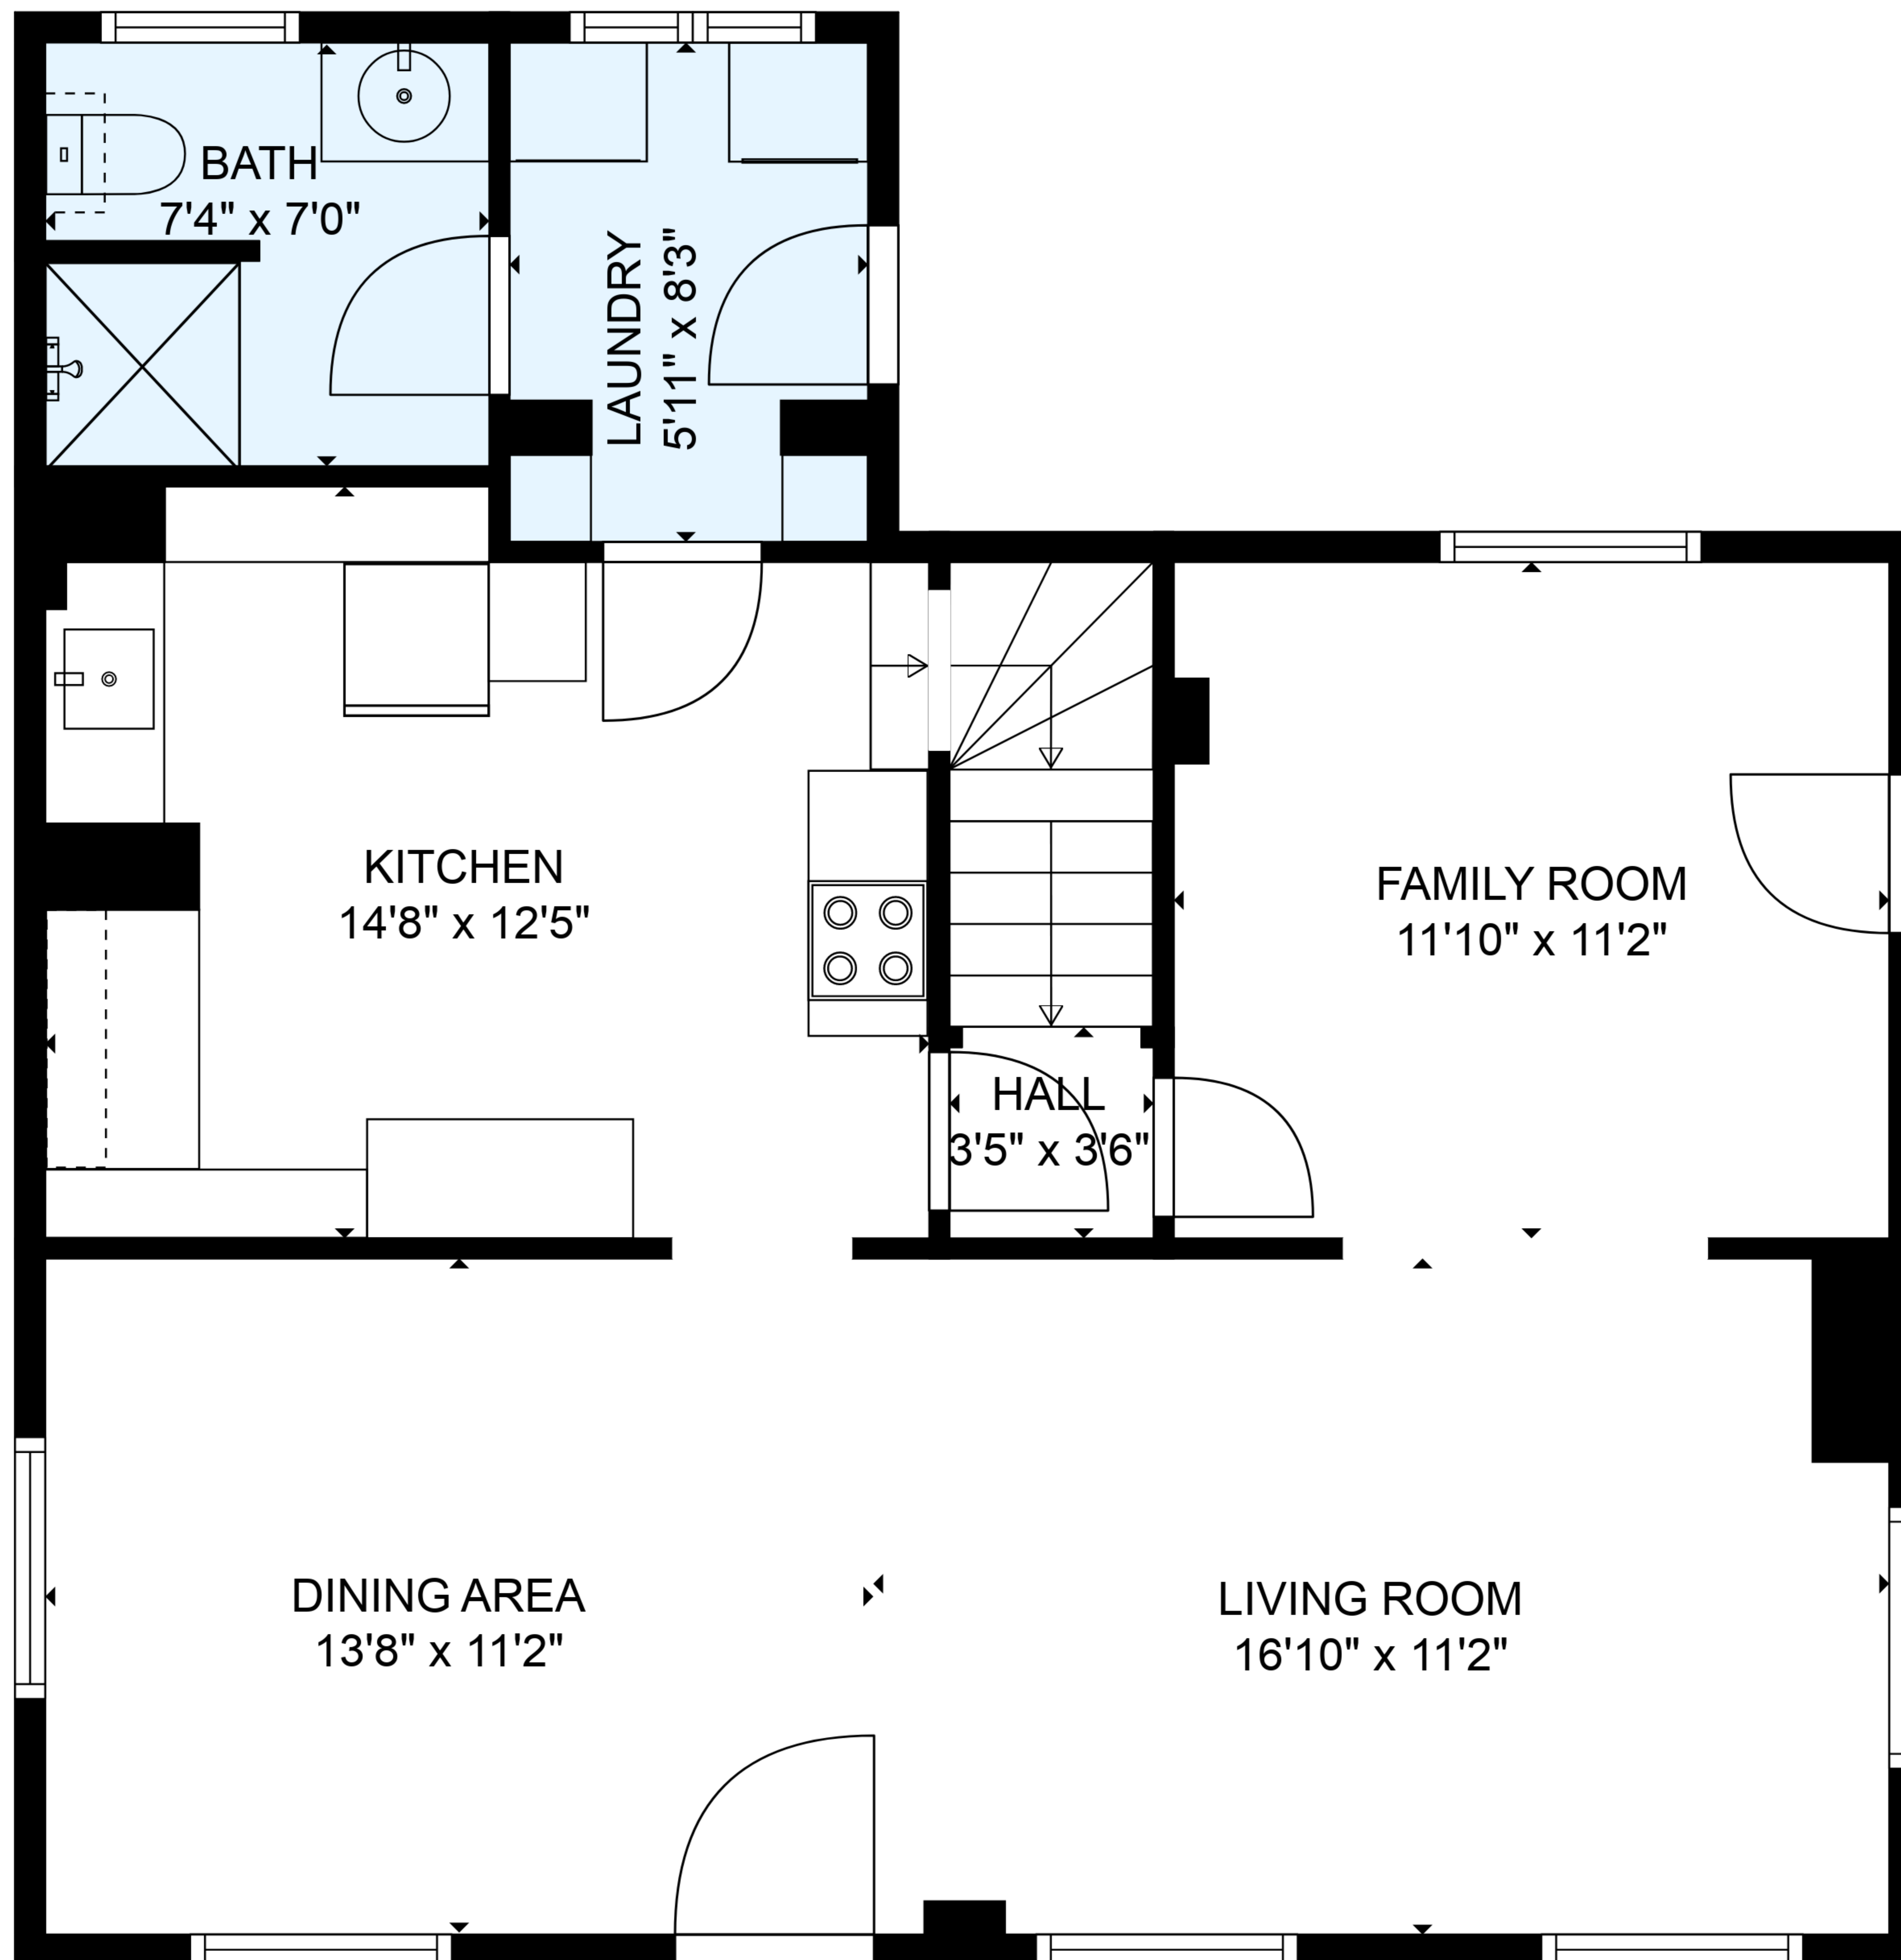 BATH
7'4" x 7'0"
LAUNDRY
5'11" x 8'3"
KITCHEN
14'8" x 12'5"
FAMILY ROOM
11'10" x 11'2"
HALL
3'5" x 3'6"
DINING AREA
13'8" x 11'2"
LIVING ROOM
16'10" x 11'2"